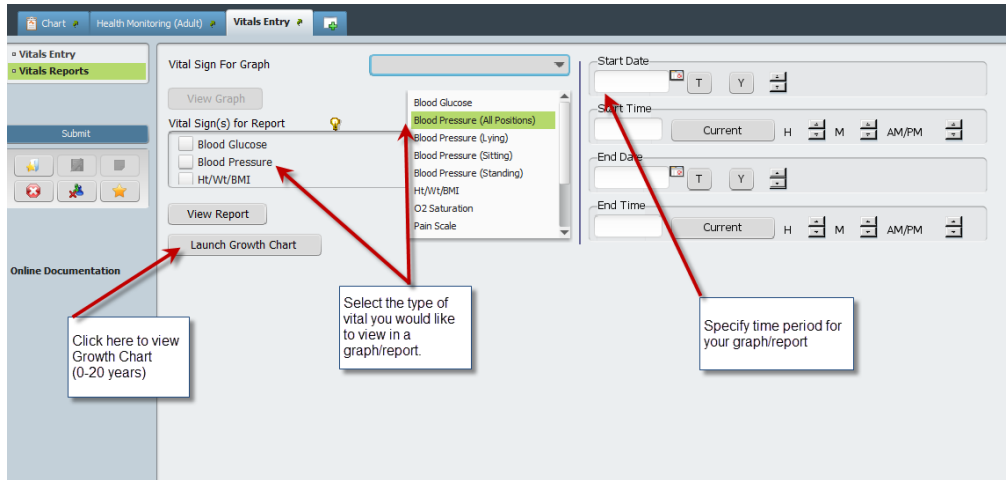 Chart
Health Monitoring (Adult)
Vitals Entry
Vitals Entry
Vitals Reports
Submit
Online Documentation
Vital Sign For Graph
View Graph
Vital Sign(s) for Report
Blood Glucose
Blood Pressure
Ht/Wt/BMI
View Report
Launch Growth Chart
Blood Glucose
Blood Pressure (All Positions)
Blood Pressure (Lying)
Blood Pressure (Sitting)
Blood Pressure (Standing)
Ht/Wt/BMI
O2 Saturation
Pain Scale
Start Date
T Y
Start Time
Current H M AM/PM
End Date
T Y
End Time
Current H M AM/PM
Click here to view
Growth Chart
(0-20 years)
Select the type of
vital you would like
to view in a
graph/report.
Specify time period for
your graph/report